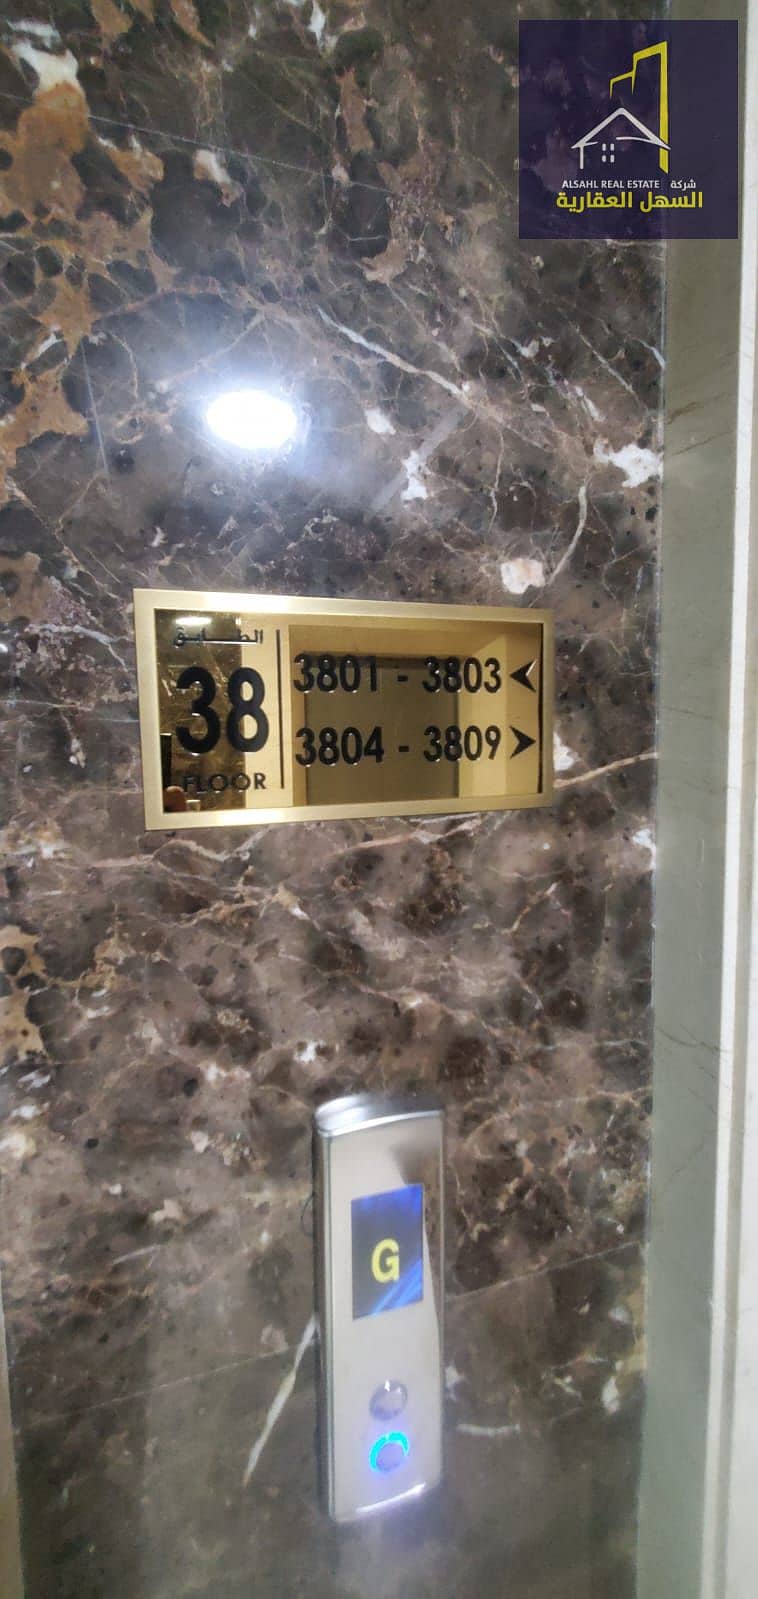 ALSAHL REAL ESTATE شركة
السهل العقارية
الطابق
38
FLOOR
3801 - 3803
3804 - 3809
G